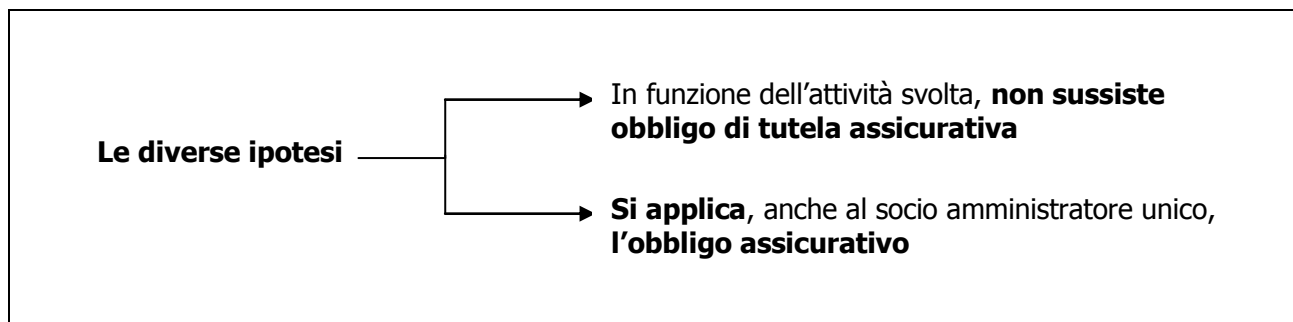 Le diverse ipotesi
In funzione dell'attività svolta, non sussiste
obbligo di tutela assicurativa
Si applica, anche al socio amministratore unico,
l'obbligo assicurativo